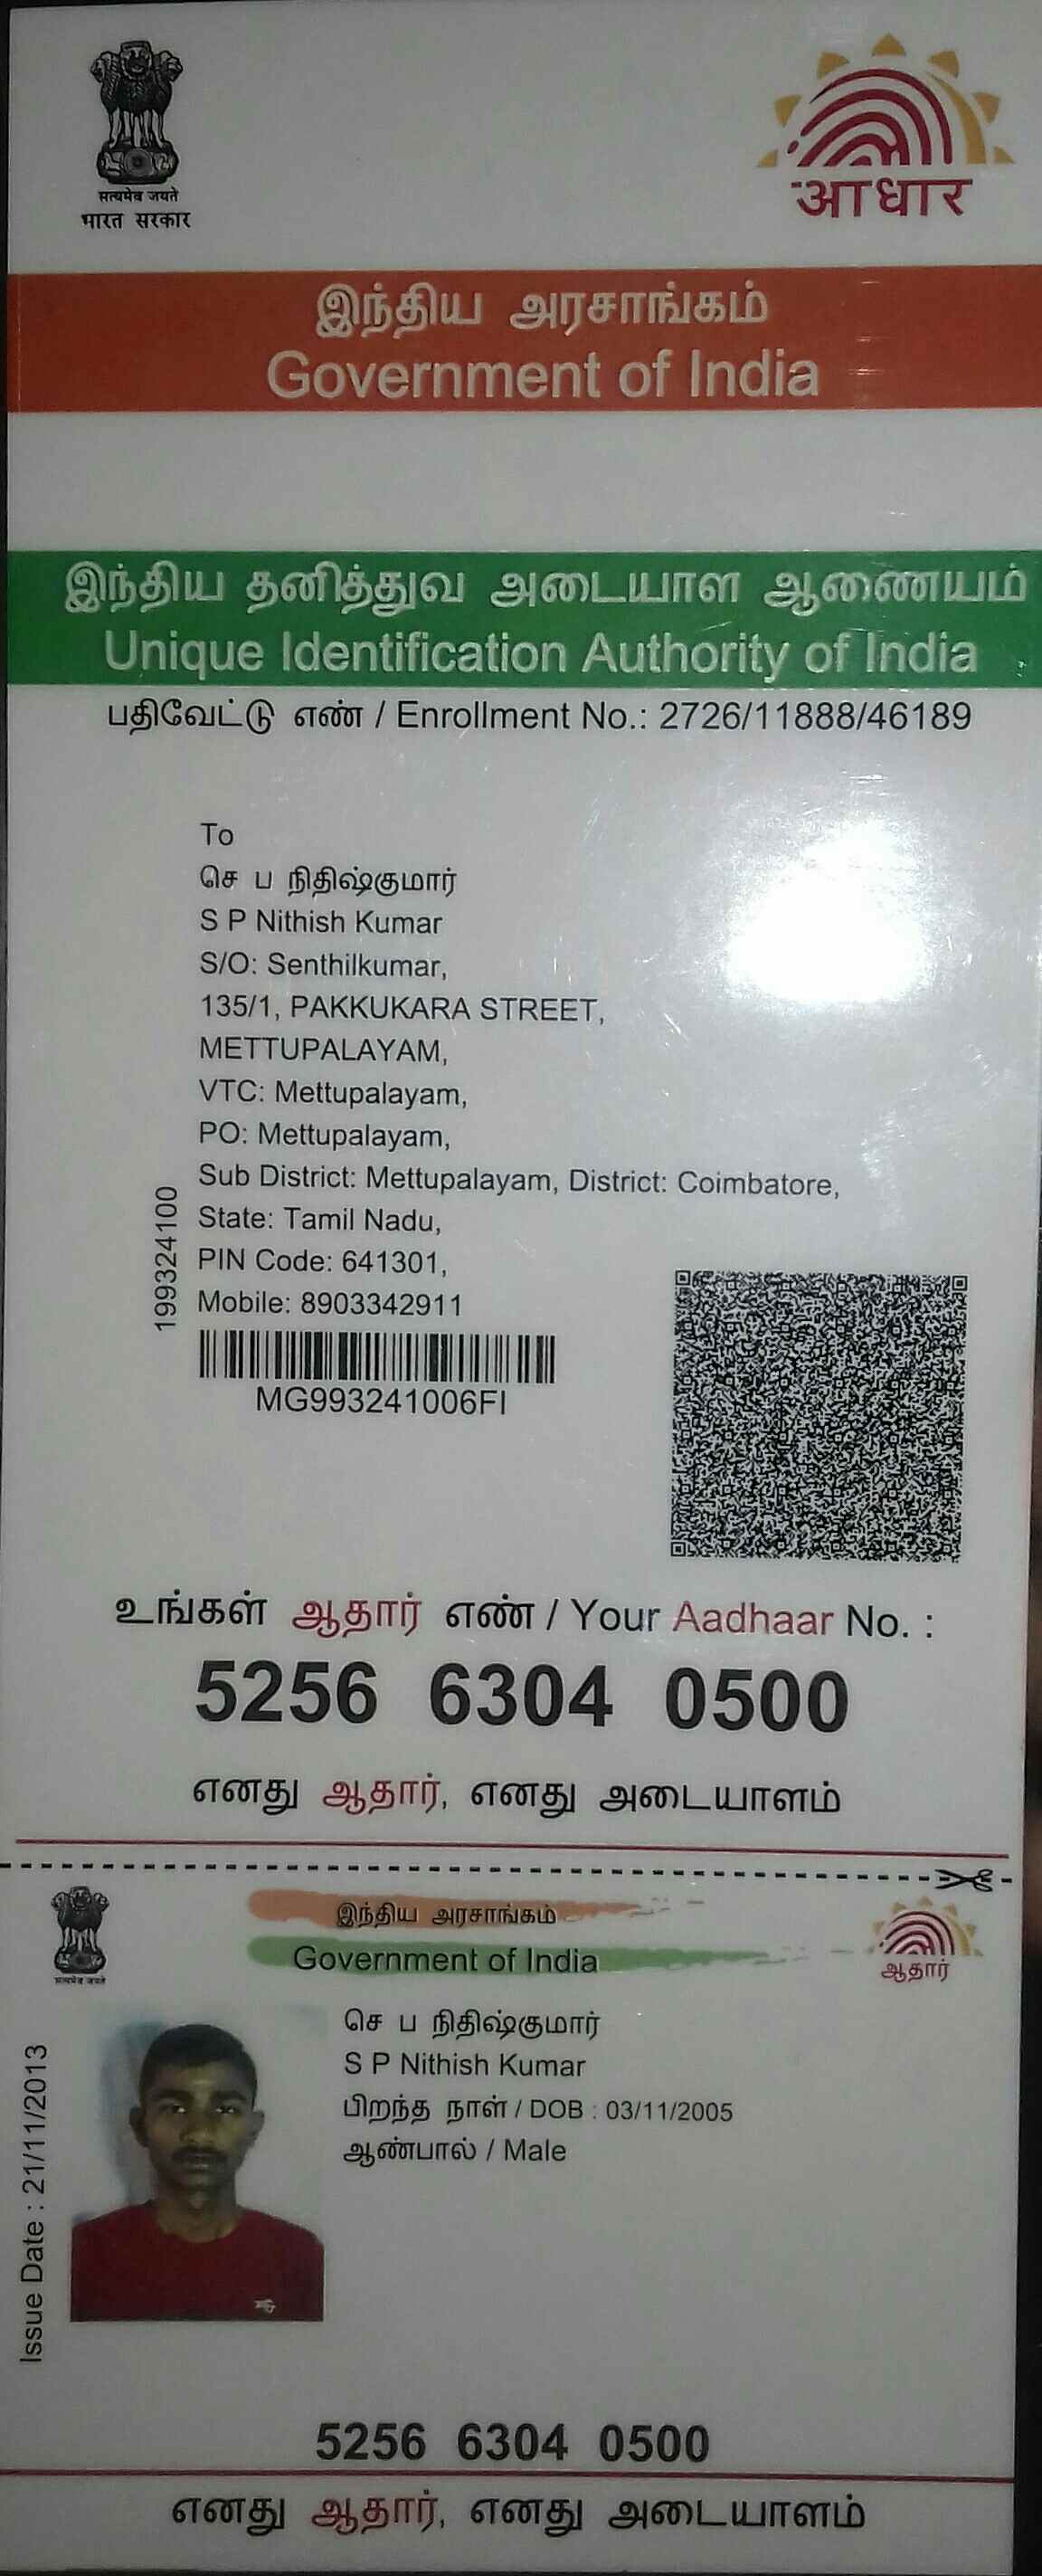 सत्यमेव जयते
भारत सरकार
आधार
இந்திய அரசாங்கம்
Government of India
இந்திய தனித்துவ அடையாள ஆணையம்
Unique Identification Authority of India
பதிவேட்டு எண் / Enrollment No.: 2726/11888/46189
To
செ ப நிதிஷ்குமார்
S P Nithish Kumar
S/O: Senthilkumar,
135/1, PAKKUKARA STREET,
METTUPALAYAM,
VTC: Mettupalayam,
PO: Mettupalayam,
Sub District: Mettupalayam, District: Coimbatore,
State: Tamil Nadu,
PIN Code: 641301,
Mobile: 8903342911
199324100
MG993241006FI
உங்கள் ஆதார் எண் / Your Aadhaar No. :
5256 6304 0500
எனது ஆதார், எனது அடையாளம்
இந்திய அரசாங்கம்
Government of India
सत्यमेव जयते
ஆதார்
செ ப நிதிஷ்குமார்
S P Nithish Kumar
பிறந்த நாள் / DOB : 03/11/2005
ஆண்பால் / Male
Issue Date : 21/11/2013
5256 6304 0500
எனது ஆதார், எனது அடையாளம்